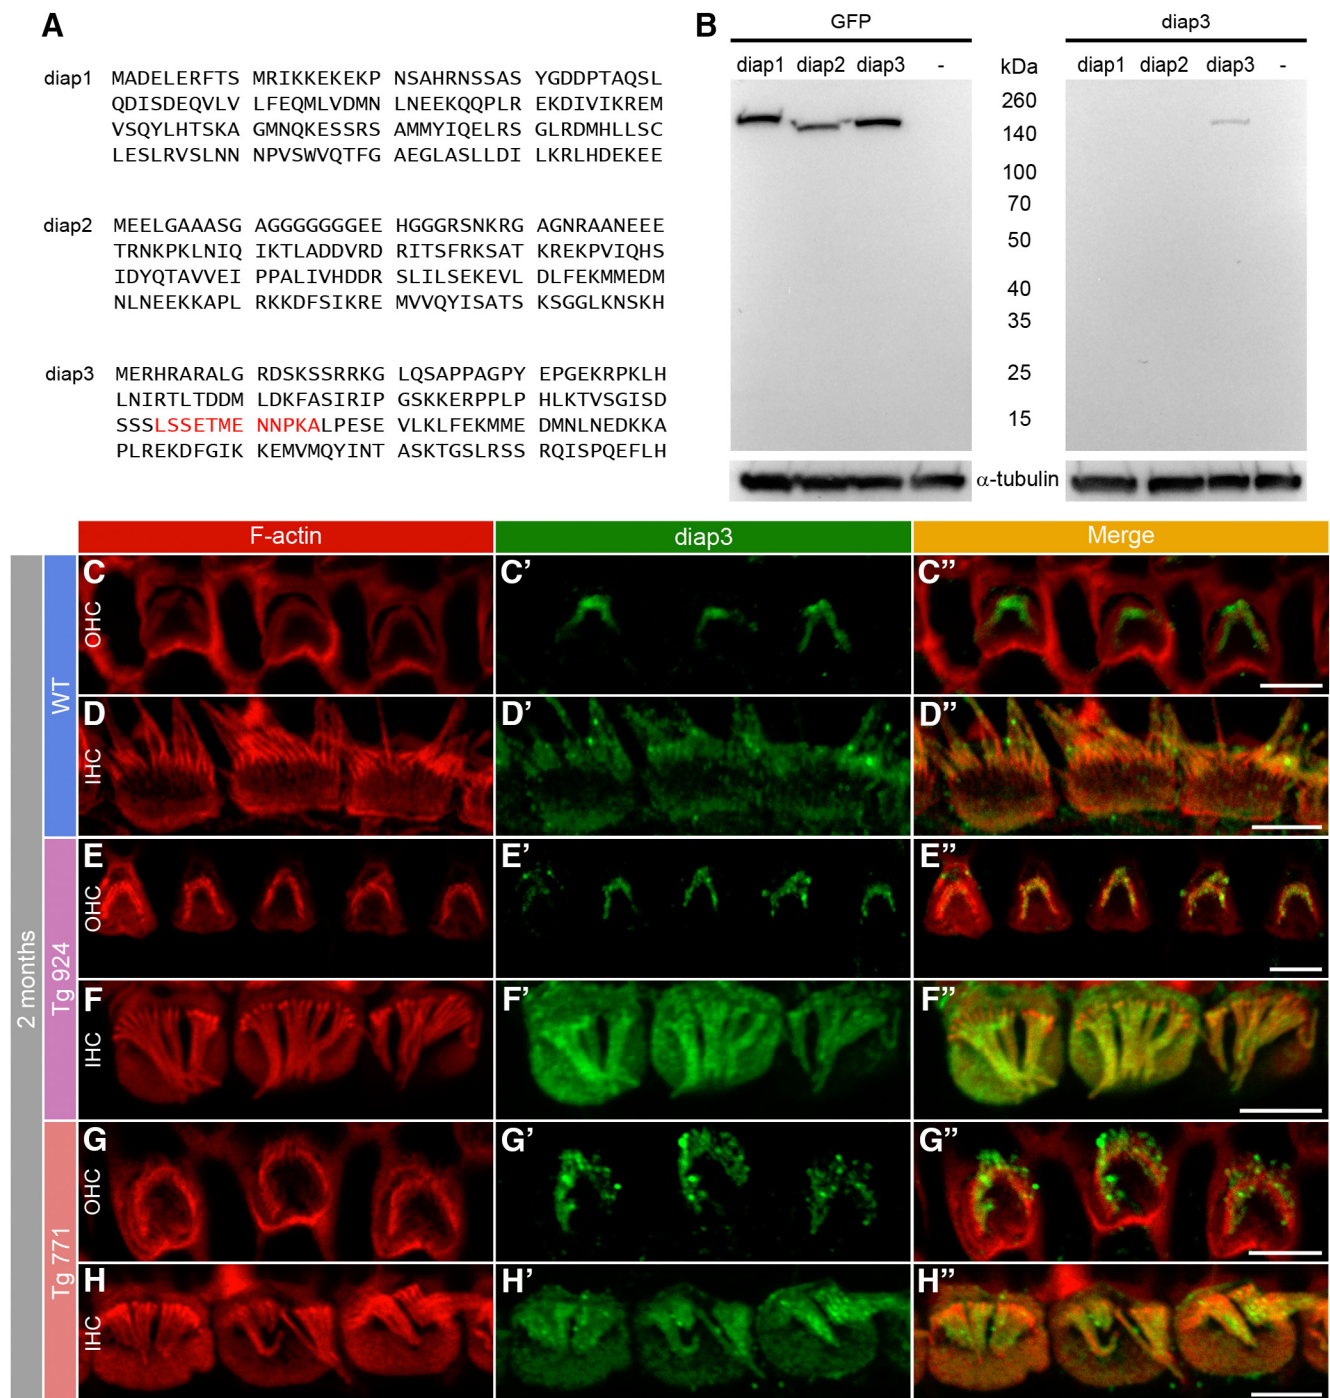 A
diap1 MADELERFTS MRIKKEKEKP NSAHRNSSAS YGDDPTAQSL
QDISDEQVLV LFEQMLVDMN LNEEKQQPLR EKDIVIKREM
VSQYLHTSKA GMNQKESSRS AMMYIQELRS GLRDMHLLSC
LESLRVSLNN NPVSWVQTFG AEGLASLLDI LKRLHDEKEE
diap2 MEELGAAASG AGGGGGGGEE HGGGRSNKRG AGNRAANEEE
TRNKPKLNIQ IKTLADDVRD RITSFRKSAT KREKPVIQHS
IDYQTAVVEI PPALIVHDDR SLILSEKEVL DLFEKMMEDM
NLNEEKKAPL RKKDFSIKRE MVVQYISATS KSGGLKNSKH
diap3 MERHRARALG RDSKSSRRKG LQSAPPAGPY EPGEKRPKLH
LNIRTLTDDM LDKFASIRIP GSKKERPPLP HLKTVSGISD
SSSLSSETME NNPKALPESE VLKLFEKMME DMNLNEDKKA
PLREKDFGIK KEMVMQYINT ASKTGSLRSS RQISPQEFLH
B
GFP
diap3
diap1 diap2 diap3 -
kDa
diap1 diap2 diap3 -
260
140
100
70
50
40
35
25
15
α-tubulin
F-actin
diap3
Merge
2 months
WT
OHC
C
C’
C”
IHC
D
D’
D”
Tg 924
OHC
E
E’
E”
IHC
F
F’
F”
Tg 771
OHC
G
G’
G”
IHC
H
H’
H”